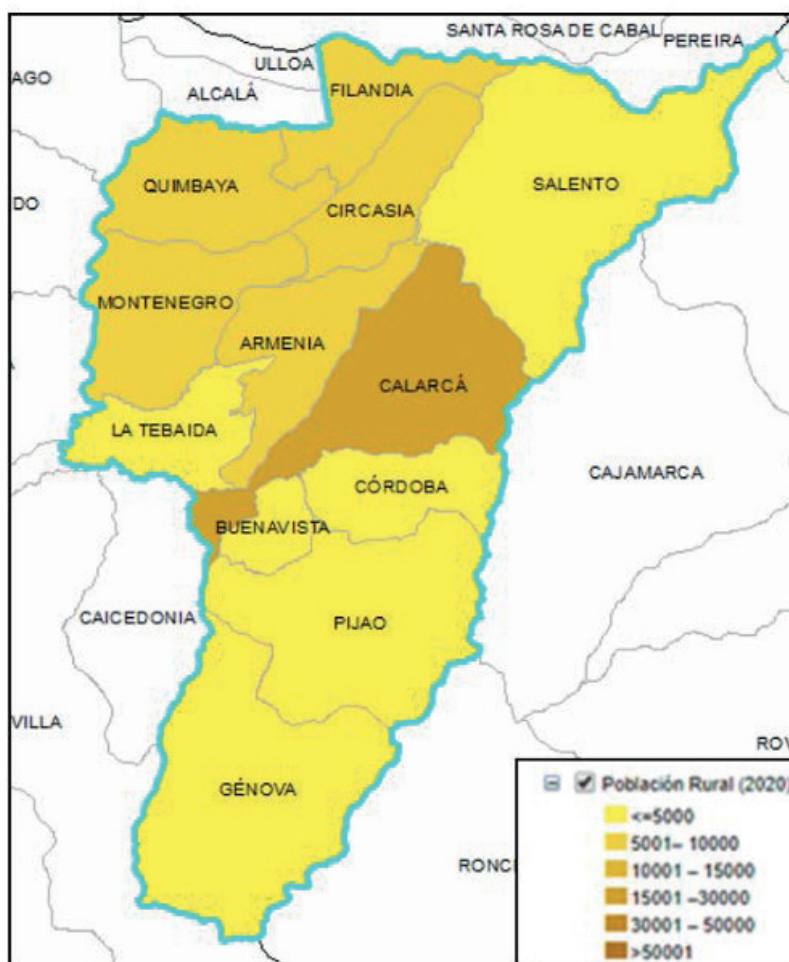 SANTA ROSA DE CABAL
PEREIRA
ULLOA
AGO
ALCALÁ
FILANDIA
QUIMBAYA
SALENTO
DO
CIRCASIA
MONTENEGRO
ARMENIA
CALARCÁ
LA TEBAIDA
CAJAMARCA
CÓRDOBA
BUENAVISTA
CAICEDONIA
PIJAO
VILLA
ROV
GÉNOVA
Población Rural (2020)
<=5000
5001– 10000
10001 – 15000
RONC
15001 –30000
30001 – 50000
>50001